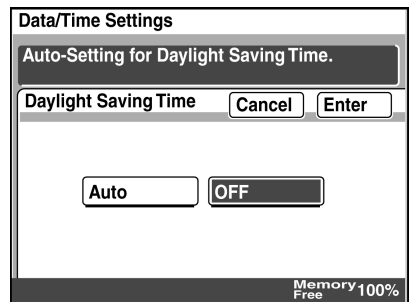 Data/Time Settings
Auto-Setting for Daylight Saving Time.
Daylight Saving Time Cancel Enter
Auto OFF
Memory Free 100%